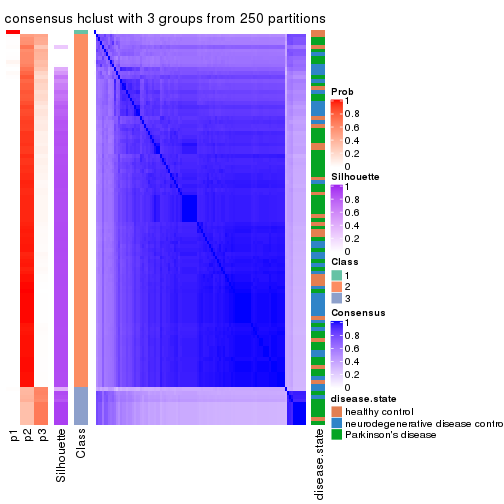 consensus hclust with 3 groups from 250 partitions
Prob
1
0.8
0.6
0.4
0.2
0
Silhouette
1
0.8
0.6
0.4
0.2
0
Class
1
2
3
Consensus
1
0.8
0.6
0.4
0.2
0
disease.state
healthy control
neurodegenerative disease contro
Parkinson's disease
p1
p2
p3
Silhouette
Class
disease.state